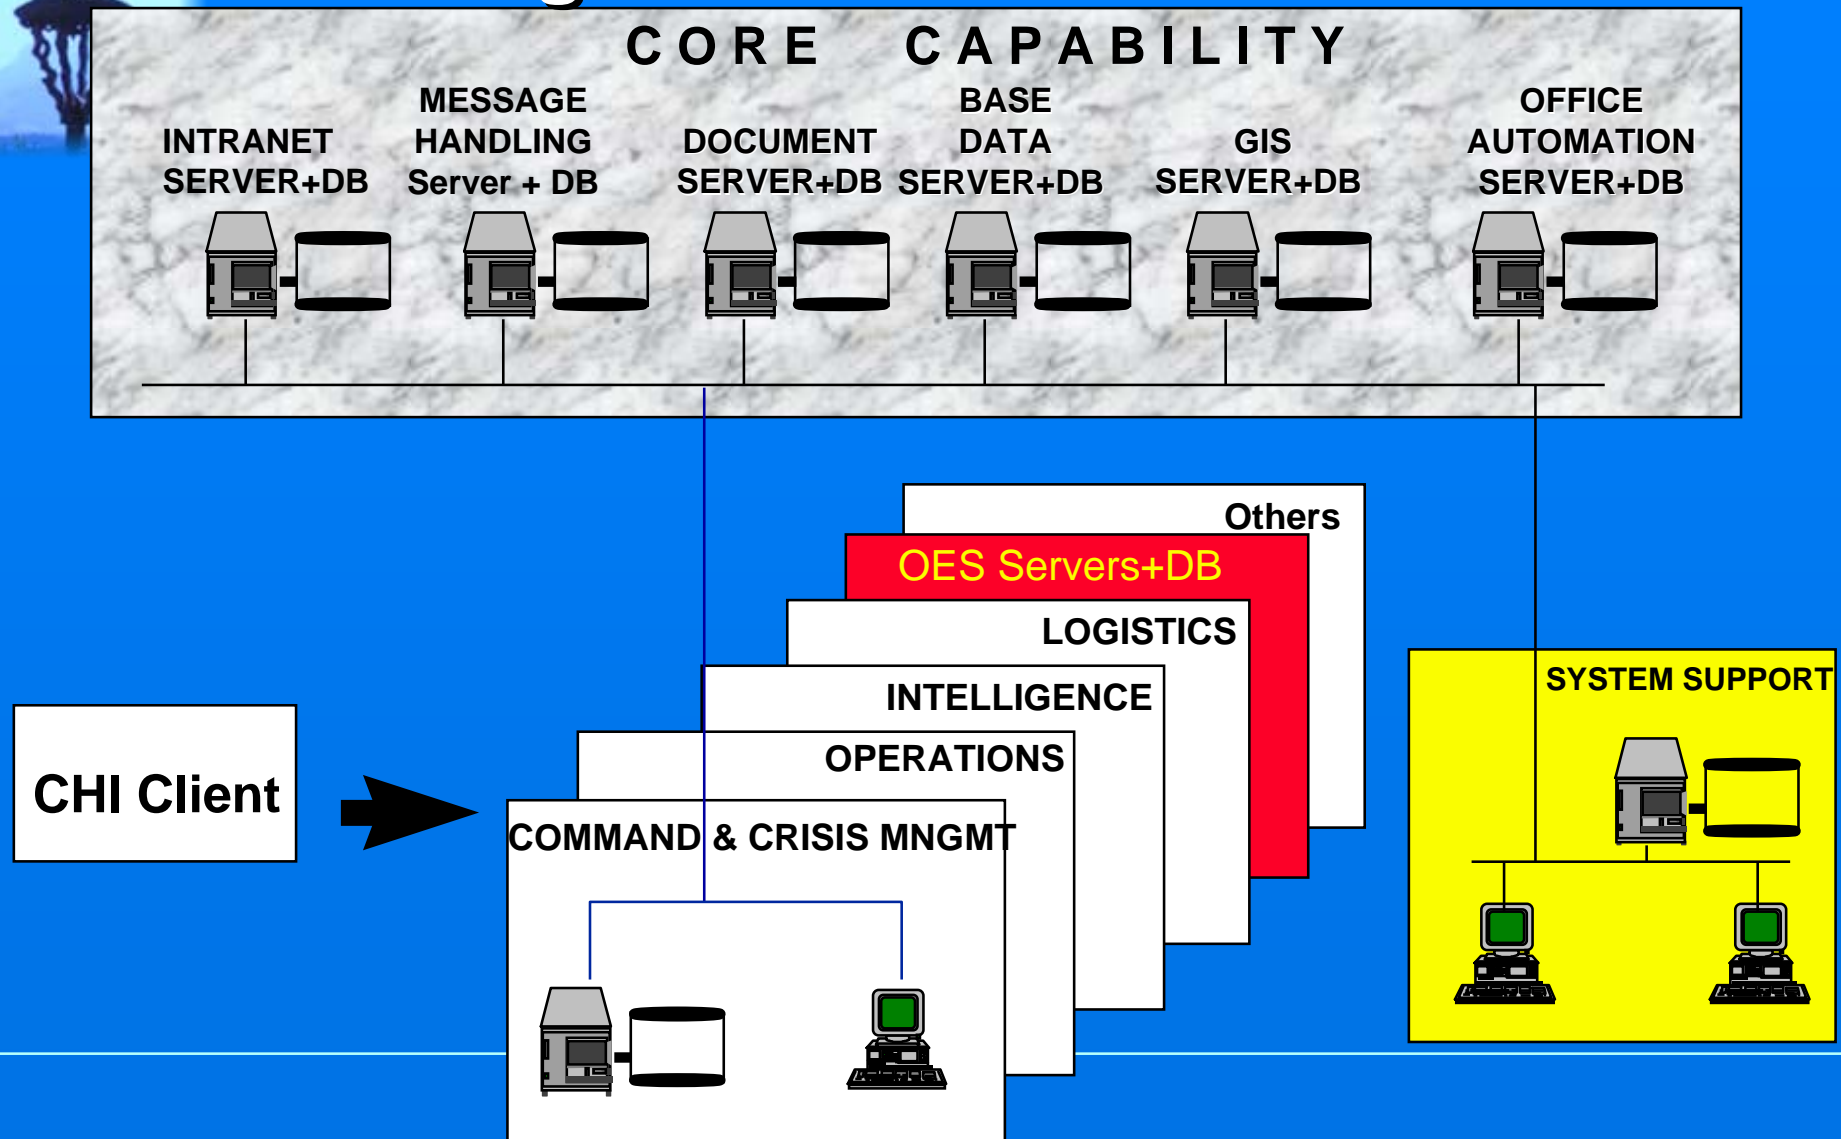 CORE CAPABILITY
INTRANET
SERVER+DB
MESSAGE
HANDLING
Server + DB
DOCUMENT
SERVER+DB
BASE
DATA
SERVER+DB
GIS
SERVER+DB
OFFICE
AUTOMATION
SERVER+DB
Others
OES Servers+DB
LOGISTICS
INTELLIGENCE
OPERATIONS
COMMAND & CRISIS MNGMT
CHI Client
SYSTEM SUPPORT